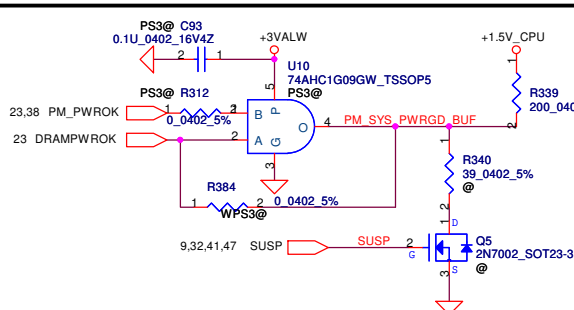 PS3@ C93
0.1U_0402_16V4Z
2 1
+3VALW
+1.5V_CPU
U10
74AHC1G09GW_TSSOP5
PS3@
5
P
1
R339
200_040
2
PS3@ R312
23,38 PM_PWROK
1
0_0402_5%
B
23 DRAMPWROK
2
A
G
O
4
PM_SYS_PWRGD_BUF
3
R384
1 2
WPS3@
0_0402_5%
1
R340
39_0402_5%
@
2
1
D
9,32,41,47 SUSP
SUSP
2
G
Q5
2N7002_SOT23-3
S
3
@